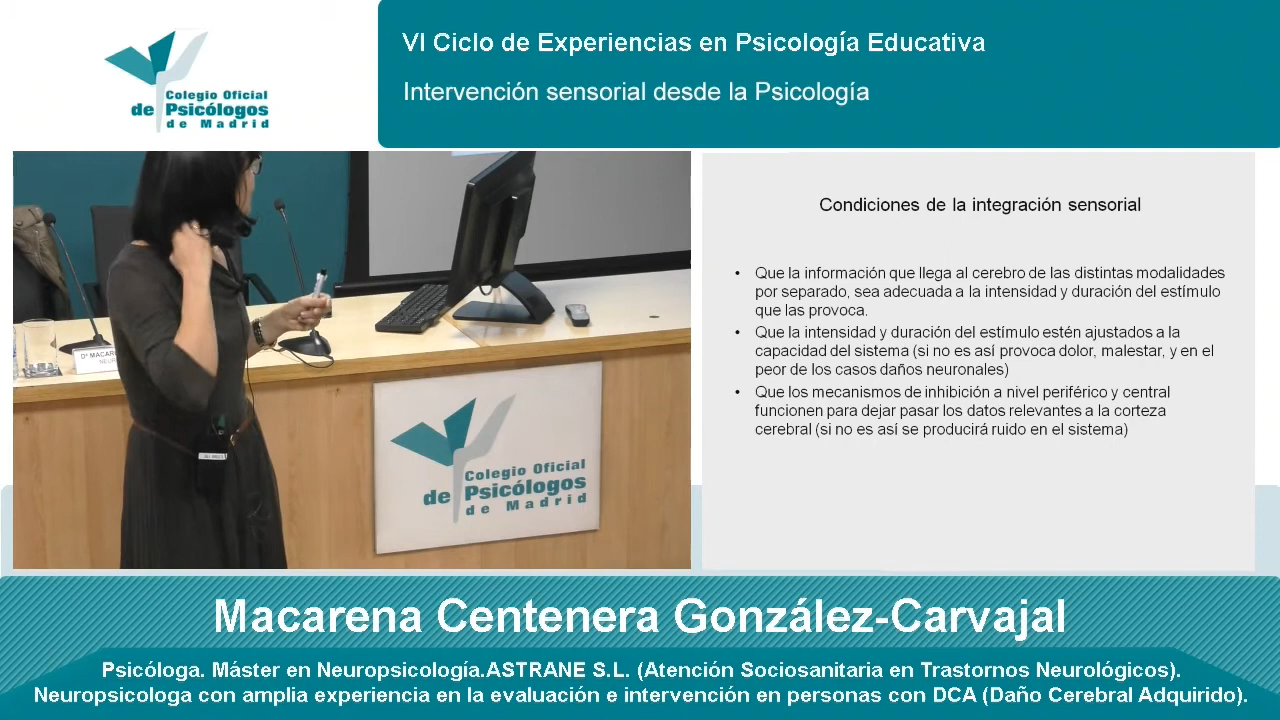 VI Ciclo de Experiencias en Psicología Educativa
Intervención sensorial desde la Psicología
Colegio Oficial
de Psicólogos
de Madrid
Condiciones de la integración sensorial
• Que la información que llega al cerebro de las distintas modalidades
por separado, sea adecuada a la intensidad y duración del estímulo
que las provoca.
• Que la intensidad y duración del estímulo estén ajustados a la
capacidad del sistema (si no es así provoca dolor, malestar, y en el
peor de los casos daños neuronales)
• Que los mecanismos de inhibición a nivel periférico y central
funcionen para dejar pasar los datos relevantes a la corteza
cerebral (si no es así se producirá ruido en el sistema)
Dª MACAR
Colegio Oficial
de Psicólogos
de Madrid
Macarena Centenera González-Carvajal
Psicóloga. Máster en Neuropsicología.ASTRANE S.L. (Atención Sociosanitaria en Trastornos Neurológicos).
Neuropsicologa con amplia experiencia en la evaluación e intervención en personas con DCA (Daño Cerebral Adquirido).